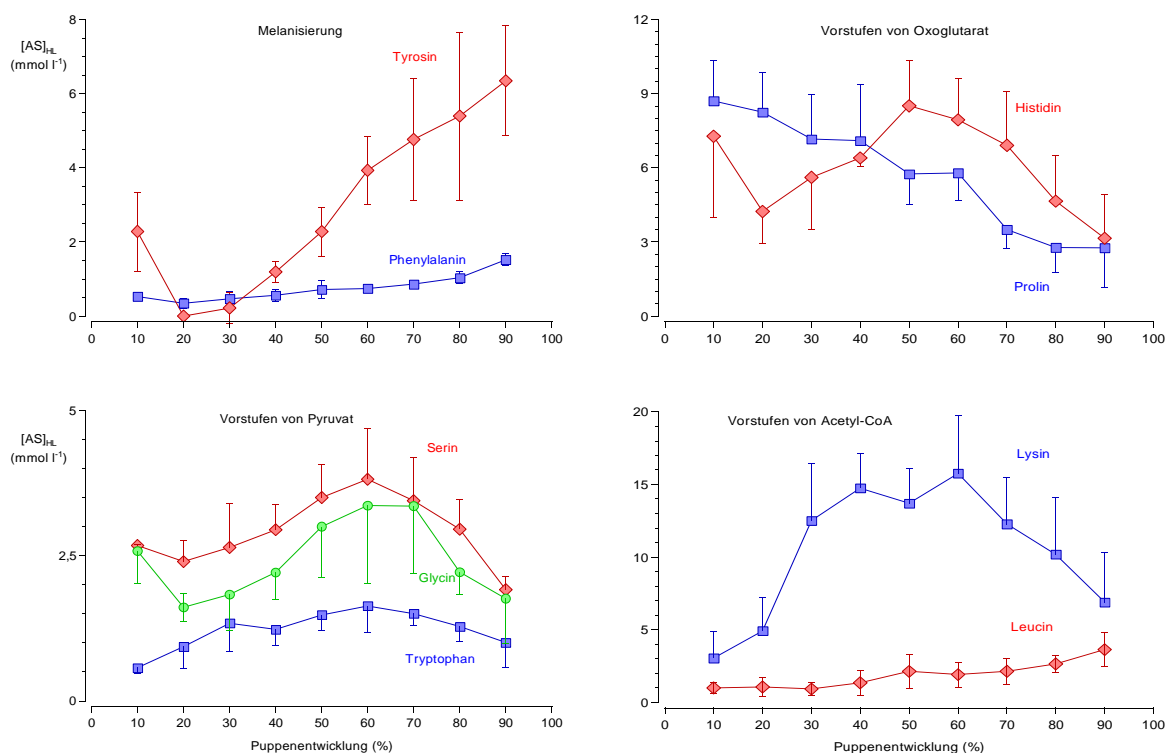 Melanisierung
[AS]HL
(mmol l-1)
8
6
4
2
0
Tyrosin
Phenylalanin
0 10 20 30 40 50 60 70 80 90 100
Vorstufen von Oxoglutarat
12
9
6
3
0
Histidin
Prolin
0 10 20 30 40 50 60 70 80 90 100
Vorstufen von Pyruvat
[AS]HL
(mmol l-1)
5
2,5
0
Serin
Glycin
Tryptophan
0 10 20 30 40 50 60 70 80 90 100
Puppenentwicklung (%)
Vorstufen von Acetyl-CoA
20
15
10
5
0
Lysin
Leucin
0 10 20 30 40 50 60 70 80 90 100
Puppenentwicklung (%)